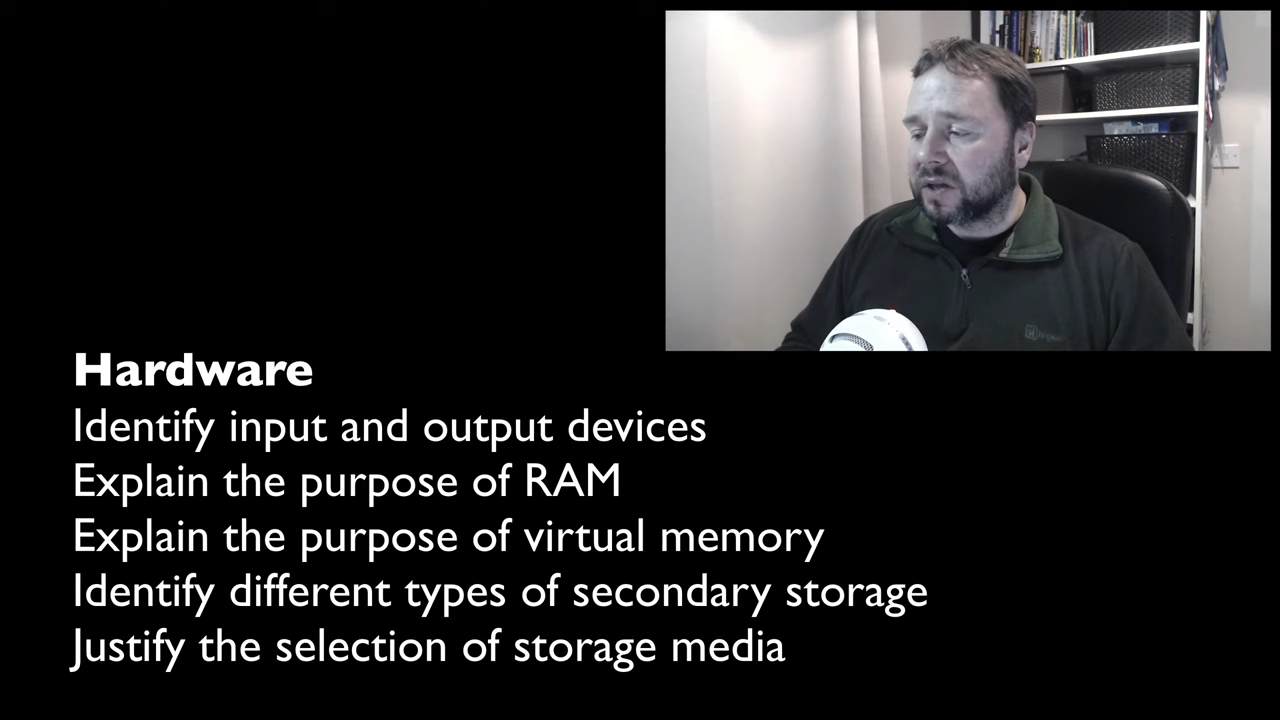 Hardware
Identify input and output devices
Explain the purpose of RAM
Explain the purpose of virtual memory
Identify different types of secondary storage
Justify the selection of storage media